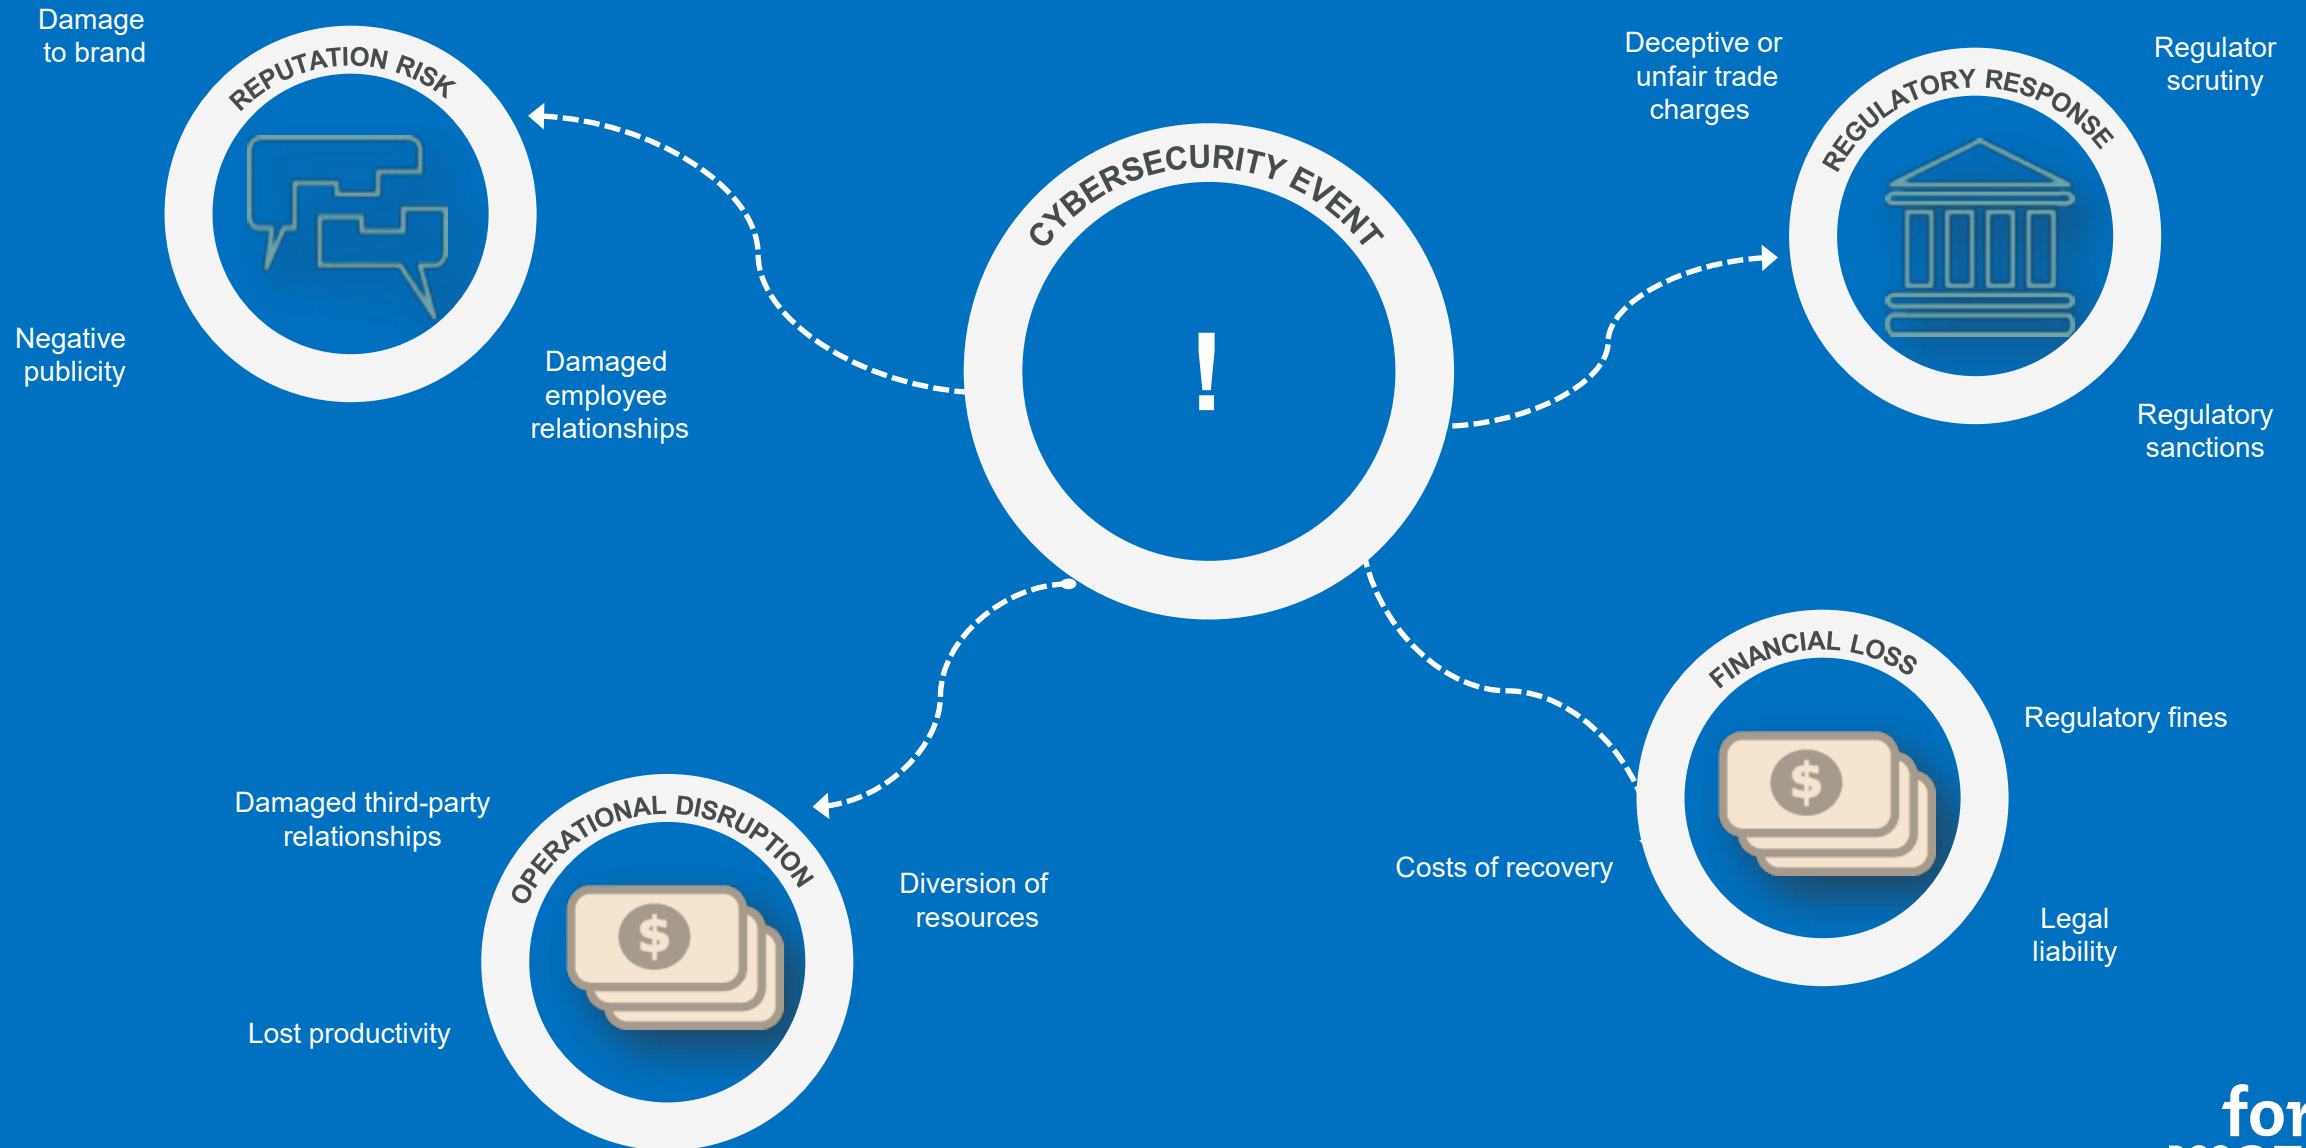 Damage
to brand
REPUTATION RISK
Negative
publicity
Damaged
employee
relationships
CYBERSECURITY EVENT
!
Deceptive or
unfair trade
charges
REGULATORY RESPONSE
Regulator
scrutiny
Regulatory
sanctions
Damaged third-party
relationships
OPERATIONAL DISRUPTION
$
Diversion of
resources
Lost productivity
FINANCIAL LOSS
$
Regulatory fines
Costs of recovery
Legal
liability
for